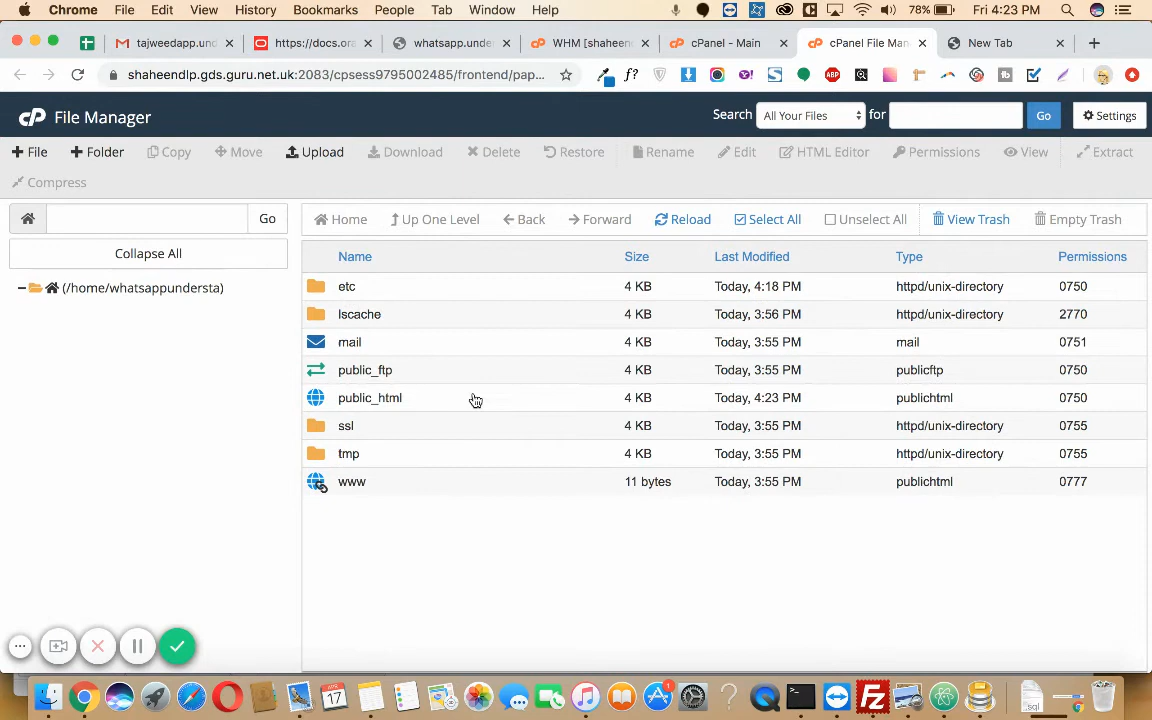 Chrome File Edit View History Bookmarks People Tab Window Help 78% Fri 4:23 PM
tajweedapp.und https://docs.ora whatsapp.unde WHM [shaheen cPanel - Main cPanel File Man New Tab
shaheendlp.gds.guru.net.uk:2083/cpsess9795002485/frontend/pap... f? ABP
cP File Manager Search All Your Files for Go Settings
File Folder Copy Move Upload Download Delete Restore Rename Edit HTML Editor Permissions View Extract
Compress
Go Home Up One Level Back Forward Reload Select All Unselect All View Trash Empty Trash
Collapse All
Name Size Last Modified Type Permissions
(/home/whatsappundersta)
etc 4 KB Today, 4:18 PM httpd/unix-directory 0750
lscache 4 KB Today, 3:56 PM httpd/unix-directory 2770
mail 4 KB Today, 3:55 PM mail 0751
public_ftp 4 KB Today, 3:55 PM publicftp 0750
public_html 4 KB Today, 4:23 PM publichtml 0750
ssl 4 KB Today, 3:55 PM httpd/unix-directory 0755
tmp 4 KB Today, 3:55 PM httpd/unix-directory 0755
www 11 bytes Today, 3:55 PM publichtml 0777
17
1
Fz
.sql